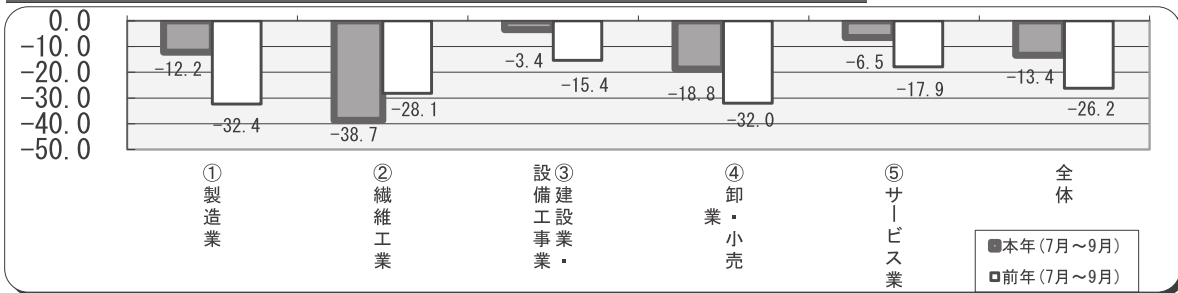 0.0
-10.0
-20.0
-30.0
-40.0
-50.0
-12.2
-32.4
-38.7
-28.1
-3.4
-15.4
-18.8
-32.0
-6.5
-17.9
-13.4
-26.2
①製造業
②繊維工業
③建設業・
設備工事業
④卸・小売
業
⑤サービス業
全体
本年(7月～9月)
前年(7月～9月)